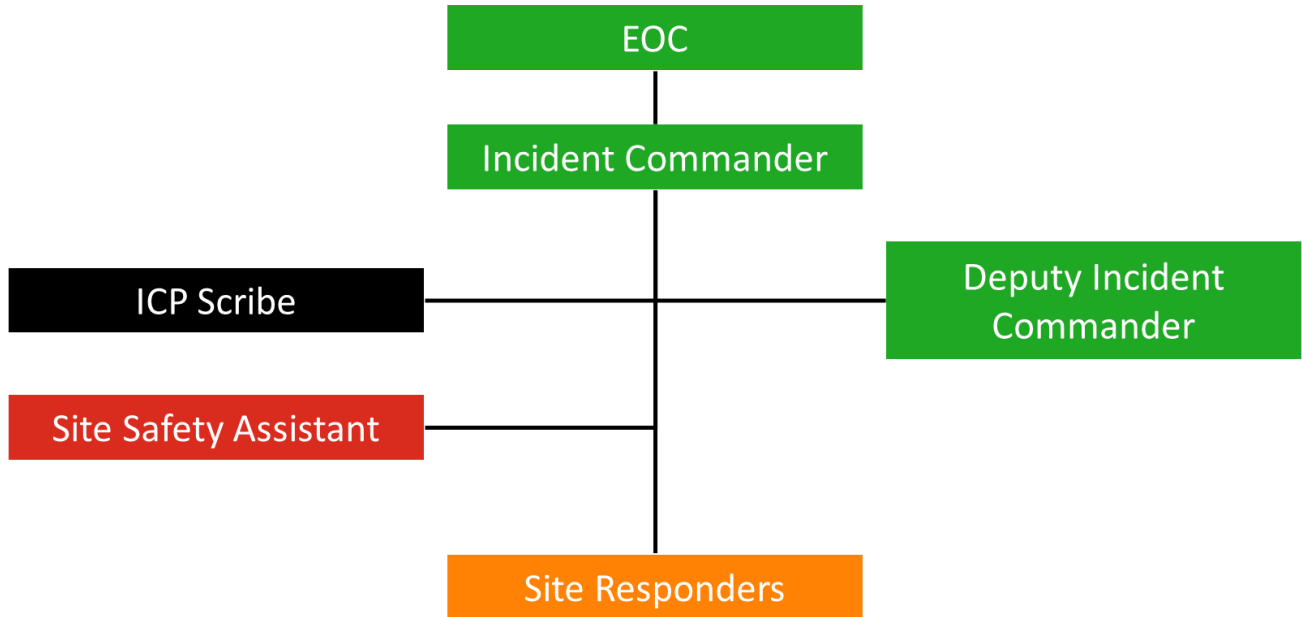 EOC
Incident Commander
ICP Scribe
Deputy Incident
Commander
Site Safety Assistant
Site Responders